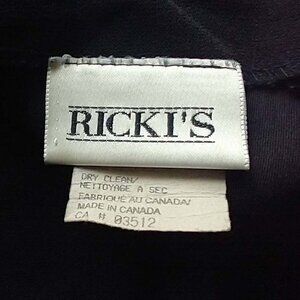 RICKI'S
DRY CLEAN/
NETTOYAGE A SEC
FABRIQUE AU CANADA/
MADE IN CANADA
CA # 03512